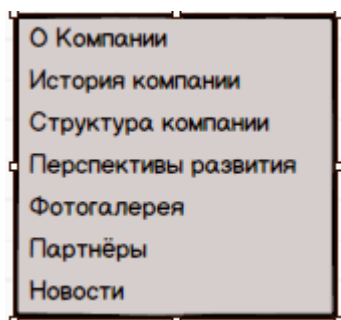 О Компании
История компании
Структура компании
Перспективы развития
Фотогалерея
Партнёры
Новости